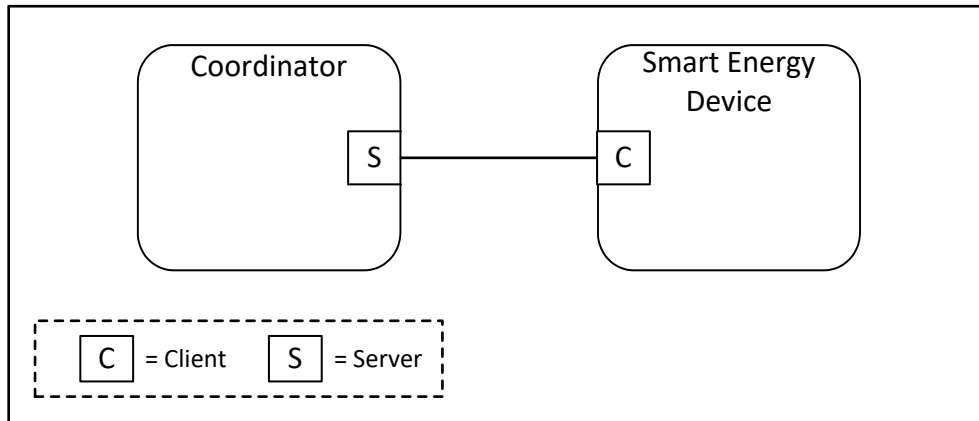 Coordinator
Smart Energy
Device
S
C
C = Client S = Server